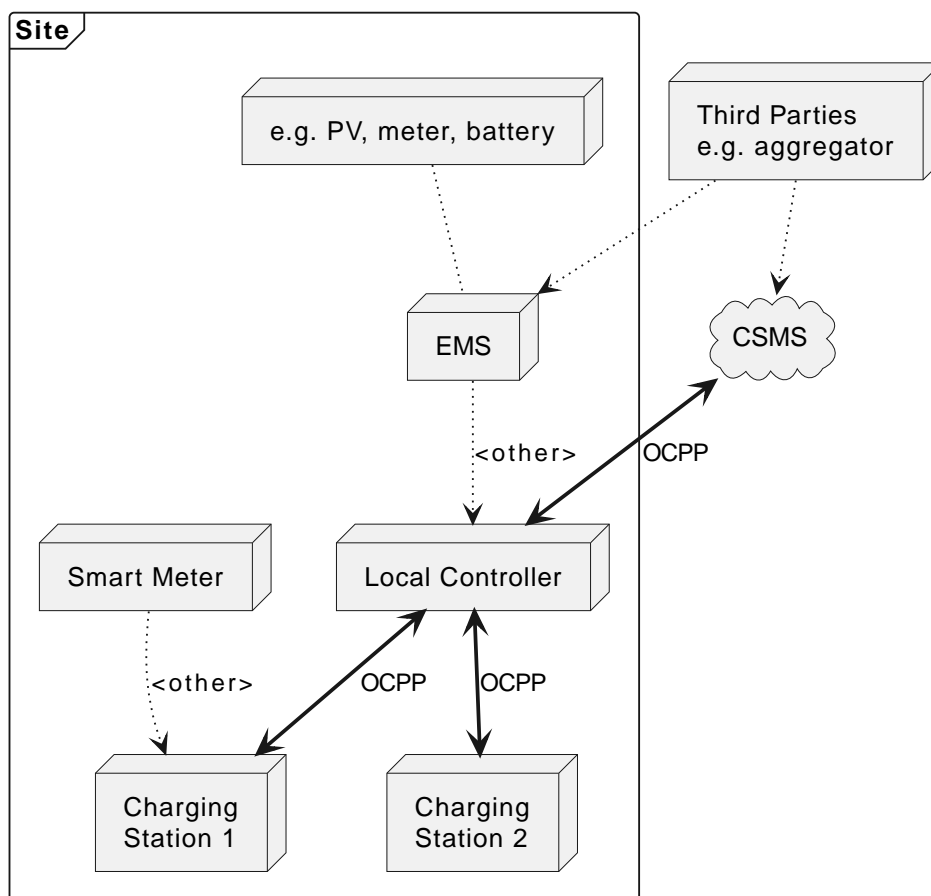 Site
e.g. PV, meter, battery
Third Parties
e.g. aggregator
EMS
CSMS
<other>
OCPP
Smart Meter
Local Controller
<other>
OCPP
OCPP
Charging
Station 1
Charging
Station 2